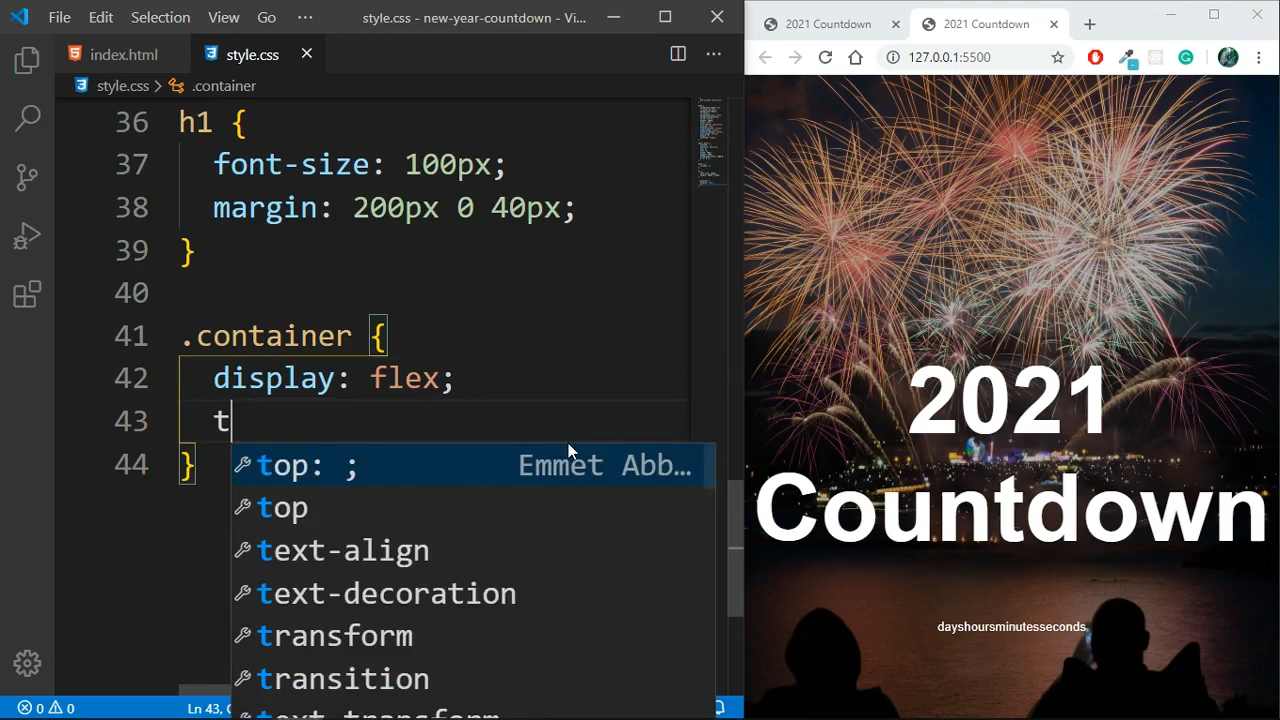 File Edit Selection View Go ··· style.css - new-year-countdown - Vi...
index.html style.css
style.css > .container
36 h1 {
37 font-size: 100px;
38 margin: 200px 0 40px;
39 }
40
41 .container {
42 display: flex;
43 t
44 }
top: ; Emmet Abb...
top
text-align
text-decoration
transform
transition
text-transform
0 0 Ln 43, C
2021 Countdown 2021 Countdown
127.0.0.1:5500
2021
Countdown
dayshoursminutesseconds